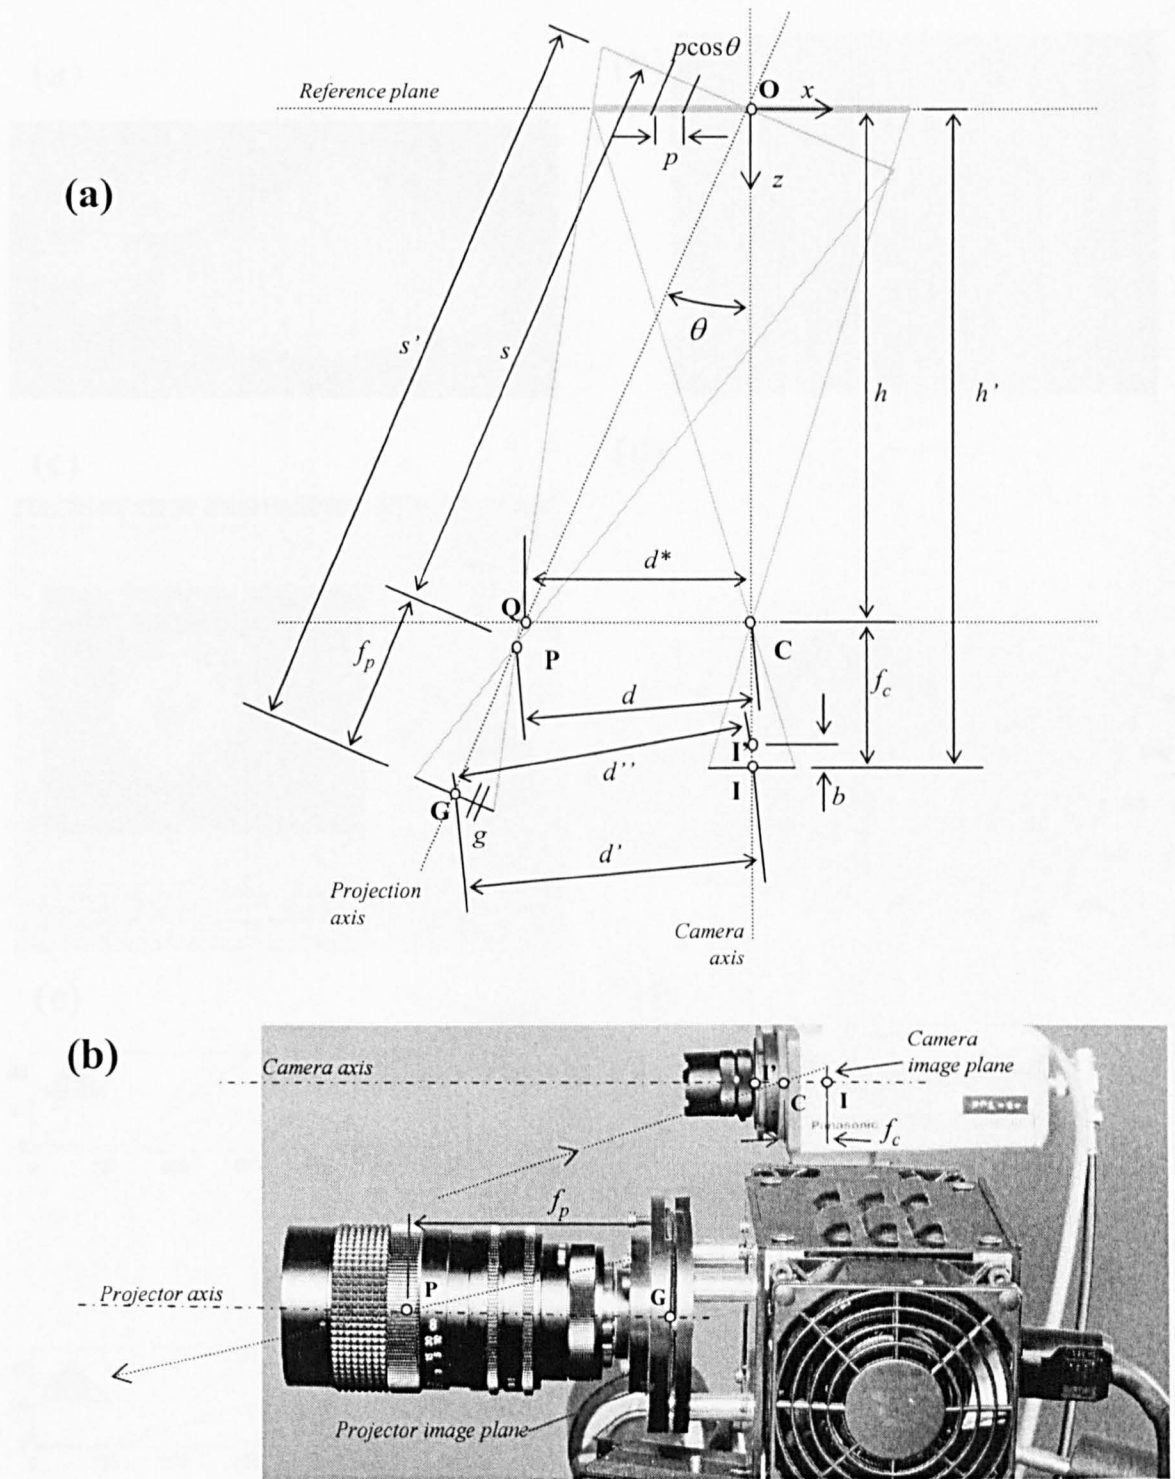 pcosθ
O
x
Reference plane
p
z
(a)
θ
s'
s
h
h'
d*
Q
P
C
f_p
f_c
d
I'
d''
I
b
G
g
d'
Projection
axis
Camera
axis
(b)
Camera
image plane
Camera axis
I'
C
I
Panasonic
f_c
f_p
P
Projector axis
G
8
Projector image plane